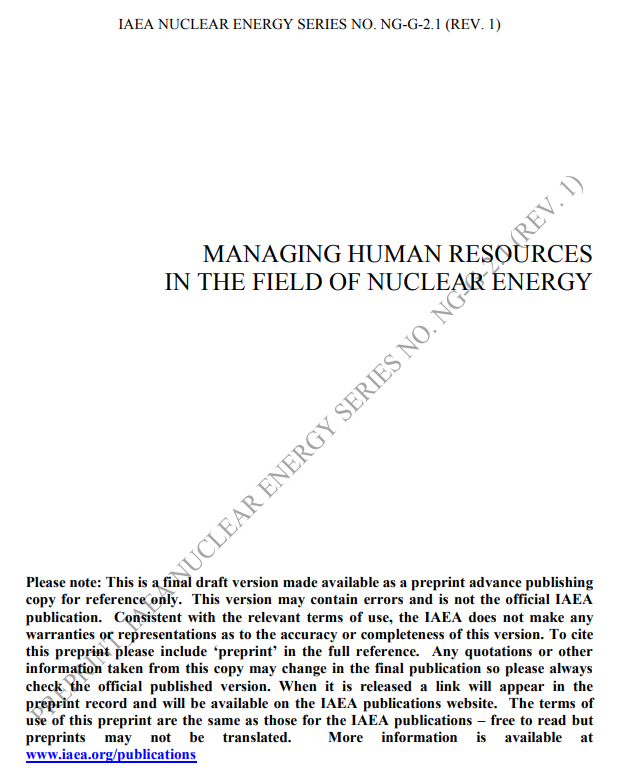 IAEA NUCLEAR ENERGY SERIES NO. NG-G-2.1 (REV. 1)
MANAGING HUMAN RESOURCES
IN THE FIELD OF NUCLEAR ENERGY
PREPRINT, IAEA NUCLEAR ENERGY SERIES NO. NG-G-2.1 (REV. 1)
Please note: This is a final draft version made available as a preprint advance publishing
copy for reference only. This version may contain errors and is not the official IAEA
publication. Consistent with the relevant terms of use, the IAEA does not make any
warranties or representations as to the accuracy or completeness of this version. To cite
this preprint please include ‘preprint’ in the full reference. Any quotations or other
information taken from this copy may change in the final publication so please always
check the official published version. When it is released a link will appear in the
preprint record and will be available on the IAEA publications website. The terms of
use of this preprint are the same as those for the IAEA publications – free to read but
preprints may not be translated. More information is available at
www.iaea.org/publications